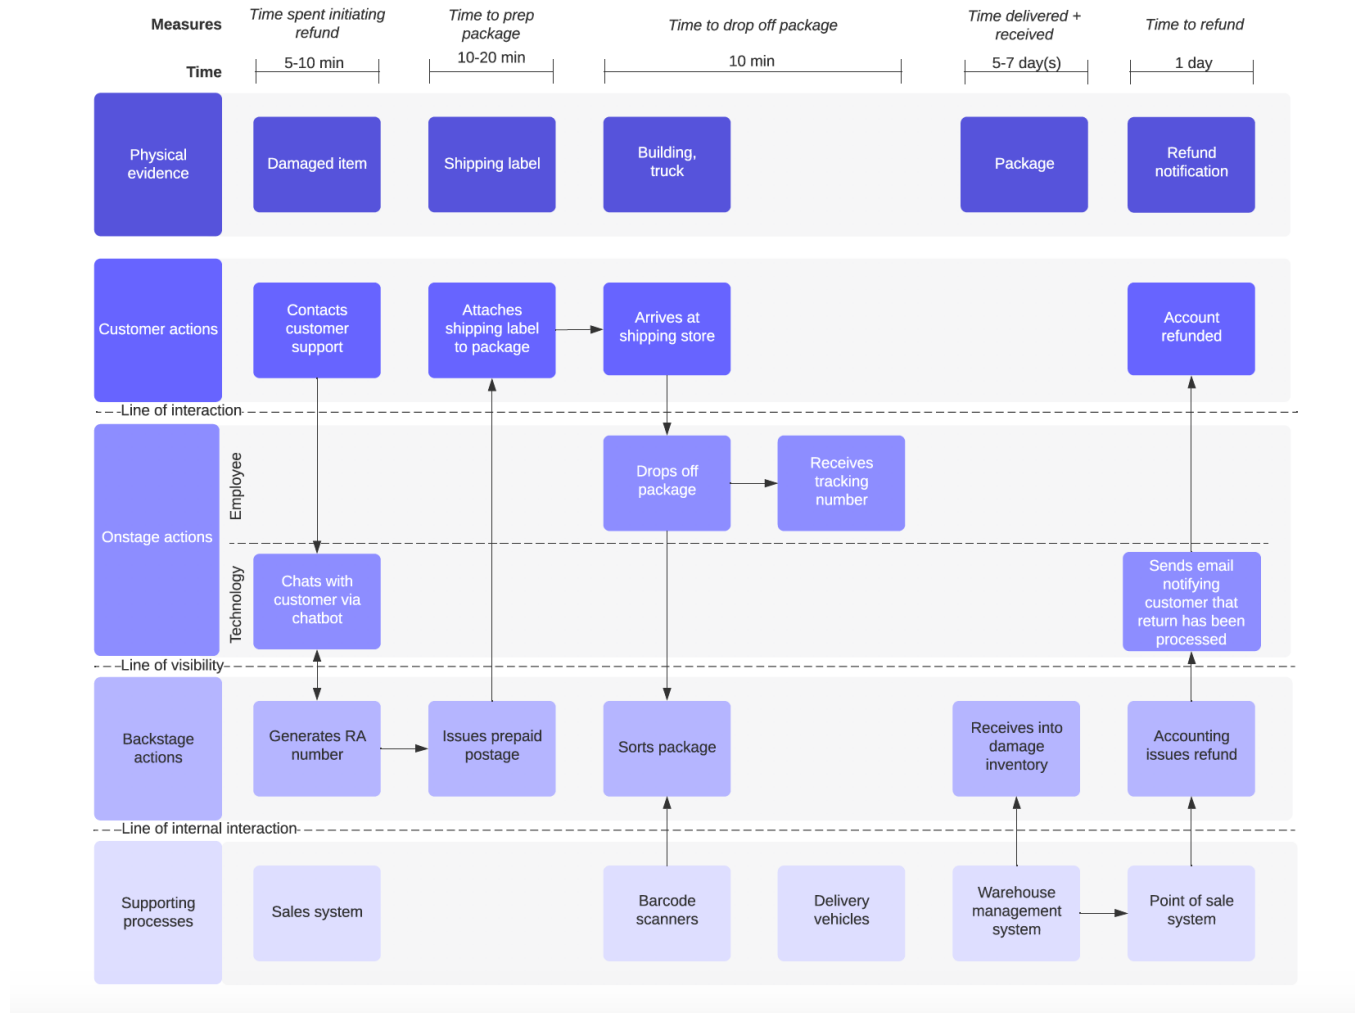 Measures
Time spent initiating
refund
Time to prep
package
Time to drop off package
Time delivered +
received
Time to refund
Time
5-10 min
10-20 min
10 min
5-7 day(s)
1 day
Physical
evidence
Damaged item
Shipping label
Building,
truck
Package
Refund
notification
Customer actions
Contacts
customer
support
Attaches
shipping label
to package
Arrives at
shipping store
Account
refunded
Line of interaction
Onstage actions
Employee
Drops off
package
Receives
tracking
number
Technology
Chats with
customer via
chatbot
Sends email
notifying
customer that
return has been
processed
Line of visibility
Backstage
actions
Generates RA
number
Issues prepaid
postage
Sorts package
Receives into
damage
inventory
Accounting
issues refund
Line of internal interaction
Supporting
processes
Sales system
Barcode
scanners
Delivery
vehicles
Warehouse
management
system
Point of sale
system